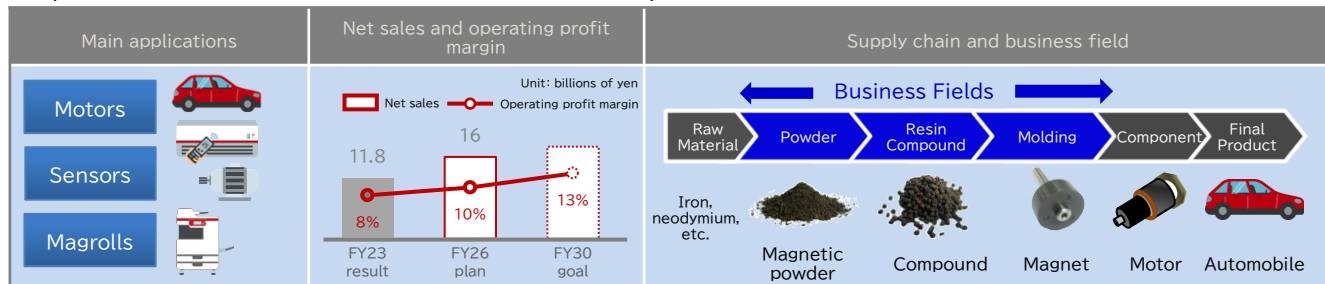 Main applications
Motors
Sensors
Magrolls
Net sales and operating profit
margin
Unit: billions of yen
Net sales
Operating profit margin
11.8
16
8%
10%
13%
FY23
result
FY26
plan
FY30
goal
Supply chain and business field
Business Fields
Raw
Material
Powder
Resin
Compound
Molding
Component
Final
Product
Iron,
neodymium,
etc.
Magnetic
powder
Compound
Magnet
Motor
Automobile